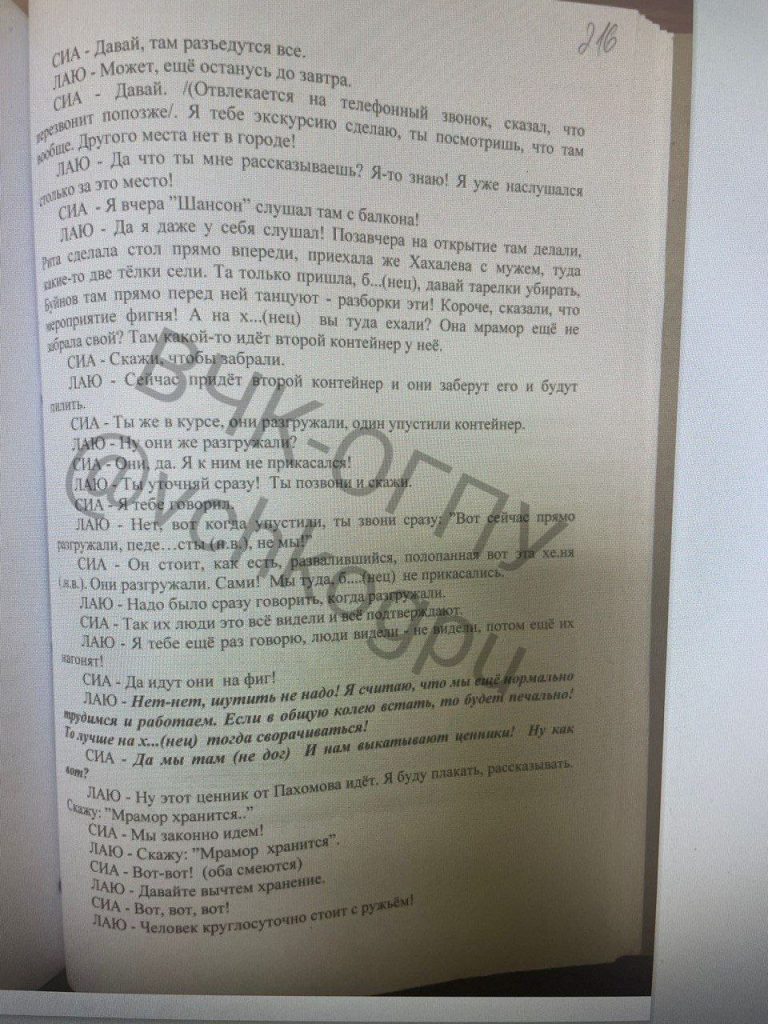 216
СИА - Давай, там разъедутся все.
ЛАЮ - Может, ещё останусь до завтра.
СИА - Давай. /(Отвлекается на телефонный звонок, сказал, что
перезвонит попозже/. Я тебе экскурсию сделаю, ты посмотришь, что там
вообще. Другого места нет в городе!
ЛАЮ - Да что ты мне рассказываешь? Я-то знаю! Я уже наслушался
столько за это место!
СИА - Я вчера "Шансон" слушал там с балкона!
ЛАЮ - Да я даже у себя слушал! Позавчера на открытие там делали,
Рита сделала стол прямо впереди, приехала же Хахалева с мужем, туда
какие-то две тёлки сели. Та только пришла, б...(нец), давай тарелки убирать,
Буйнов там прямо перед ней танцуют - разборки эти! Короче, сказали, что
мероприятие фигня! А на х...(нец) вы туда ехали? Она мрамор ещё не
забрала свой? Там какой-то идёт второй контейнер у неё.
СИА - Скажи, чтобы забрали.
ЛАЮ - Сейчас придёт второй контейнер и они заберут его и будут
пилить.
СИА - Ты же в курсе, они разгружали, один упустили контейнер.
ЛАЮ - Ну они же разгружали?
СИА - Они, да. Я к ним не прикасался!
ЛАЮ - Ты уточняй сразу! Ты позвони и скажи.
СИА - Я тебе говорил.
ЛАЮ - Нет, вот когда упустили, ты звони сразу: "Вот сейчас прямо
разгружали, педе…сты (н.в.), не мы!"
СИА - Он стоит, как есть, развалившийся, полопанная вот эта хе.ня
(.н.в.). Они разгружали. Сами! Мы туда, б....(нец) не прикасались.
ЛАЮ - Надо было сразу говорить, когда разгружали.
СИА - Так их люди это всё видели и всё подтверждают.
ЛАЮ - Я тебе ещё раз говорю, люди видели - не видели, потом ещё их
нагонят!
СИА - Да идут они на фиг!
ЛАЮ - Нет-нет, шутить не надо! Я считаю, что мы ещё нормально
трудимся и работаем. Если в общую колею встать, то будет печально!
То лучше на х...(нец) тогда сворачиваться!
СИА - Да мы там (не дог) И нам выкатывают ценники! Ну как
вот?
ЛАЮ - Ну этот ценник от Пахомова идёт. Я буду плакать, рассказывать.
Скажу: "Мрамор хранится.."
СИА - Мы законно идем!
ЛАЮ - Скажу: "Мрамор хранится".
СИА - Вот-вот! (оба смеются)
ЛАЮ - Давайте вычтем хранение.
СИА - Вот, вот, вот!
ЛАЮ - Человек круглосуточно стоит с ружьём!
ВЧК-ОГПУ
@vchkogpu